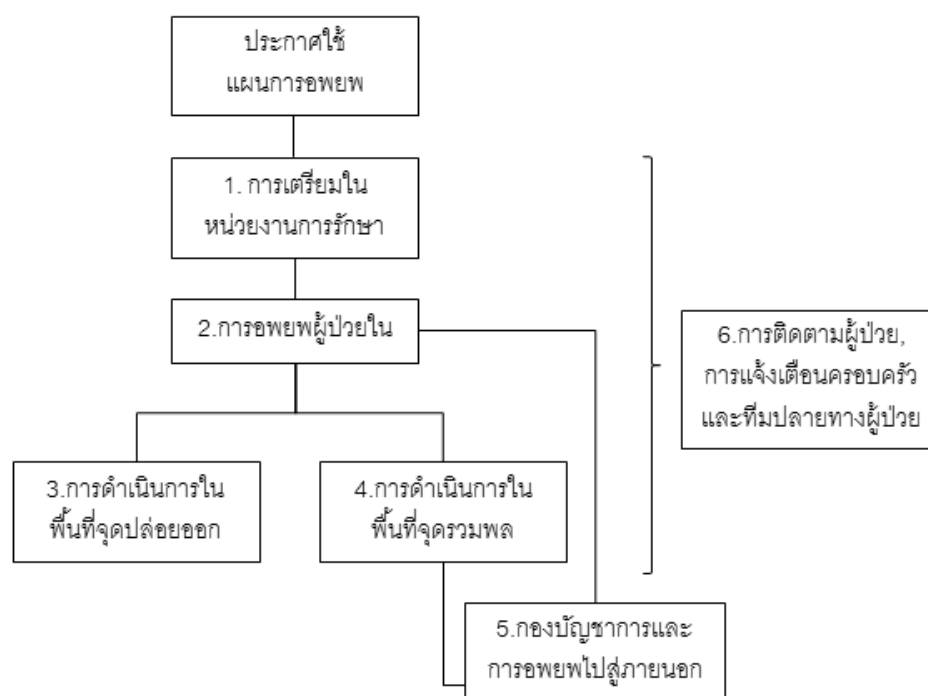 ประกาศใช้
แผนการอพยพ
1. การเตรียมใน
หน่วยงานการรักษา
2.การอพยพผู้ป่วยใน
3.การดำเนินการใน
พื้นที่จุดปล่อยออก
4.การดำเนินการใน
พื้นที่จุดรวมพล
5.กองบัญชาการและ
การอพยพไปสู่ภายนอก
6.การติดตามผู้ป่วย,
การแจ้งเตือนครอบครัว
และทีมปลายทางผู้ป่วย